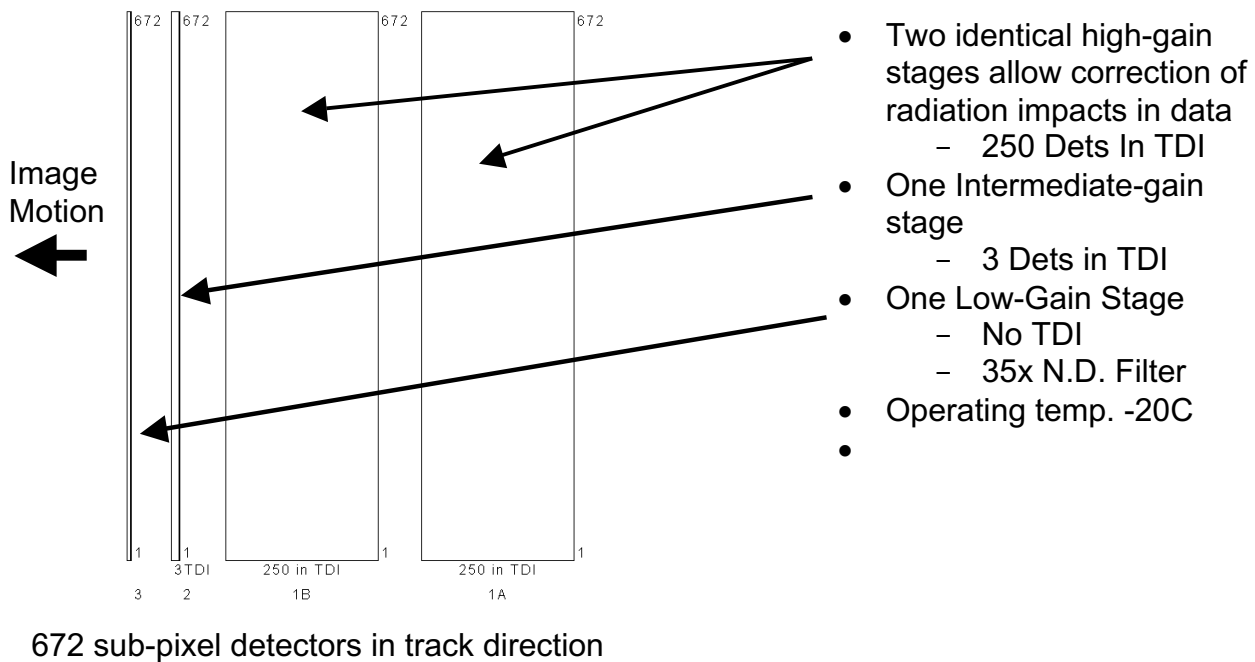 672 672 672 672
Image
Motion
1 1 1 1
3TDI 250 in TDI 250 in TDI
3 2 1B 1A
672 sub-pixel detectors in track direction
• Two identical high-gain
stages allow correction of
radiation impacts in data
– 250 Dets In TDI
• One Intermediate-gain
stage
– 3 Dets in TDI
• One Low-Gain Stage
– No TDI
– 35x N.D. Filter
• Operating temp. -20C
•